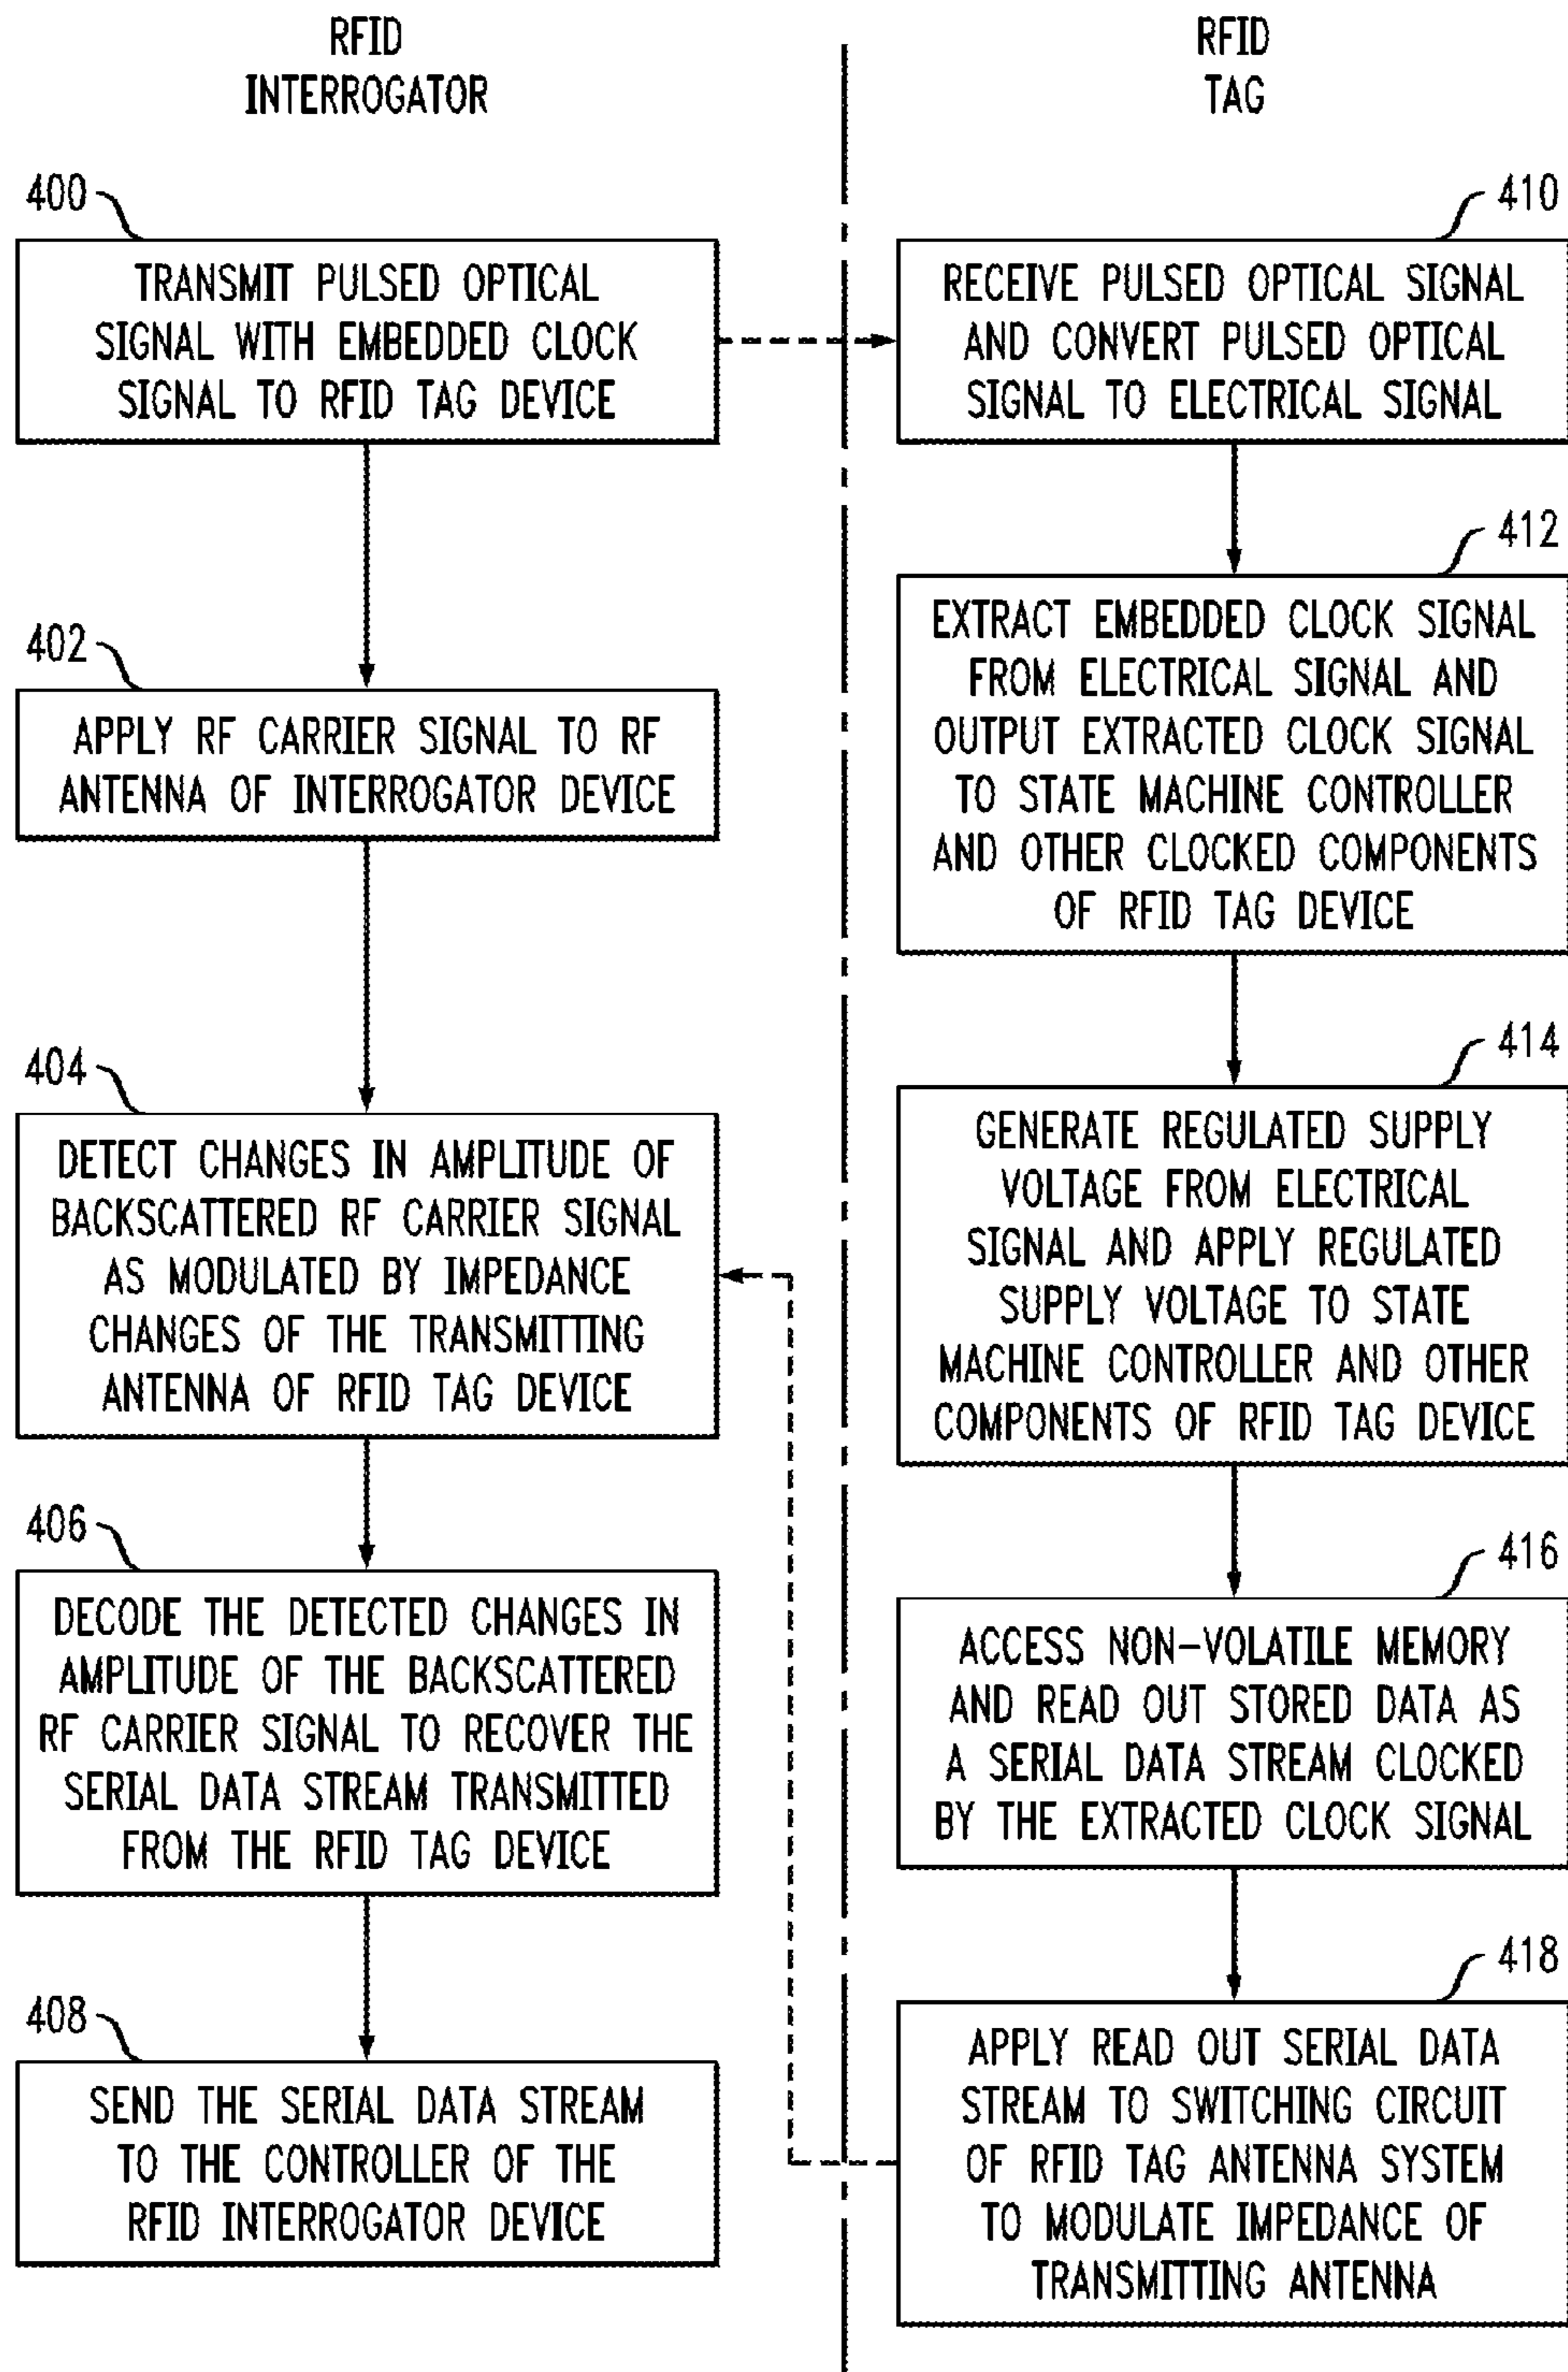 RFID
INTERROGATOR
400
TRANSMIT PULSED OPTICAL
SIGNAL WITH EMBEDDED CLOCK
SIGNAL TO RFID TAG DEVICE
402
APPLY RF CARRIER SIGNAL TO RF
ANTENNA OF INTERROGATOR DEVICE
404
DETECT CHANGES IN AMPLITUDE OF
BACKSCATTERED RF CARRIER SIGNAL
AS MODULATED BY IMPEDANCE
CHANGES OF THE TRANSMITTING
ANTENNA OF RFID TAG DEVICE
406
DECODE THE DETECTED CHANGES IN
AMPLITUDE OF THE BACKSCATTERED
RF CARRIER SIGNAL TO RECOVER THE
SERIAL DATA STREAM TRANSMITTED
FROM THE RFID TAG DEVICE
408
SEND THE SERIAL DATA STREAM
TO THE CONTROLLER OF THE
RFID INTERROGATOR DEVICE
RFID
TAG
410
RECEIVE PULSED OPTICAL SIGNAL
AND CONVERT PULSED OPTICAL
SIGNAL TO ELECTRICAL SIGNAL
412
EXTRACT EMBEDDED CLOCK SIGNAL
FROM ELECTRICAL SIGNAL AND
OUTPUT EXTRACTED CLOCK SIGNAL
TO STATE MACHINE CONTROLLER
AND OTHER CLOCKED COMPONENTS
OF RFID TAG DEVICE
414
GENERATE REGULATED SUPPLY
VOLTAGE FROM ELECTRICAL
SIGNAL AND APPLY REGULATED
SUPPLY VOLTAGE TO STATE
MACHINE CONTROLLER AND OTHER
COMPONENTS OF RFID TAG DEVICE
416
ACCESS NON-VOLATILE MEMORY
AND READ OUT STORED DATA AS
A SERIAL DATA STREAM CLOCKED
BY THE EXTRACTED CLOCK SIGNAL
418
APPLY READ OUT SERIAL DATA
STREAM TO SWITCHING CIRCUIT
OF RFID TAG ANTENNA SYSTEM
TO MODULATE IMPEDANCE OF
TRANSMITTING ANTENNA